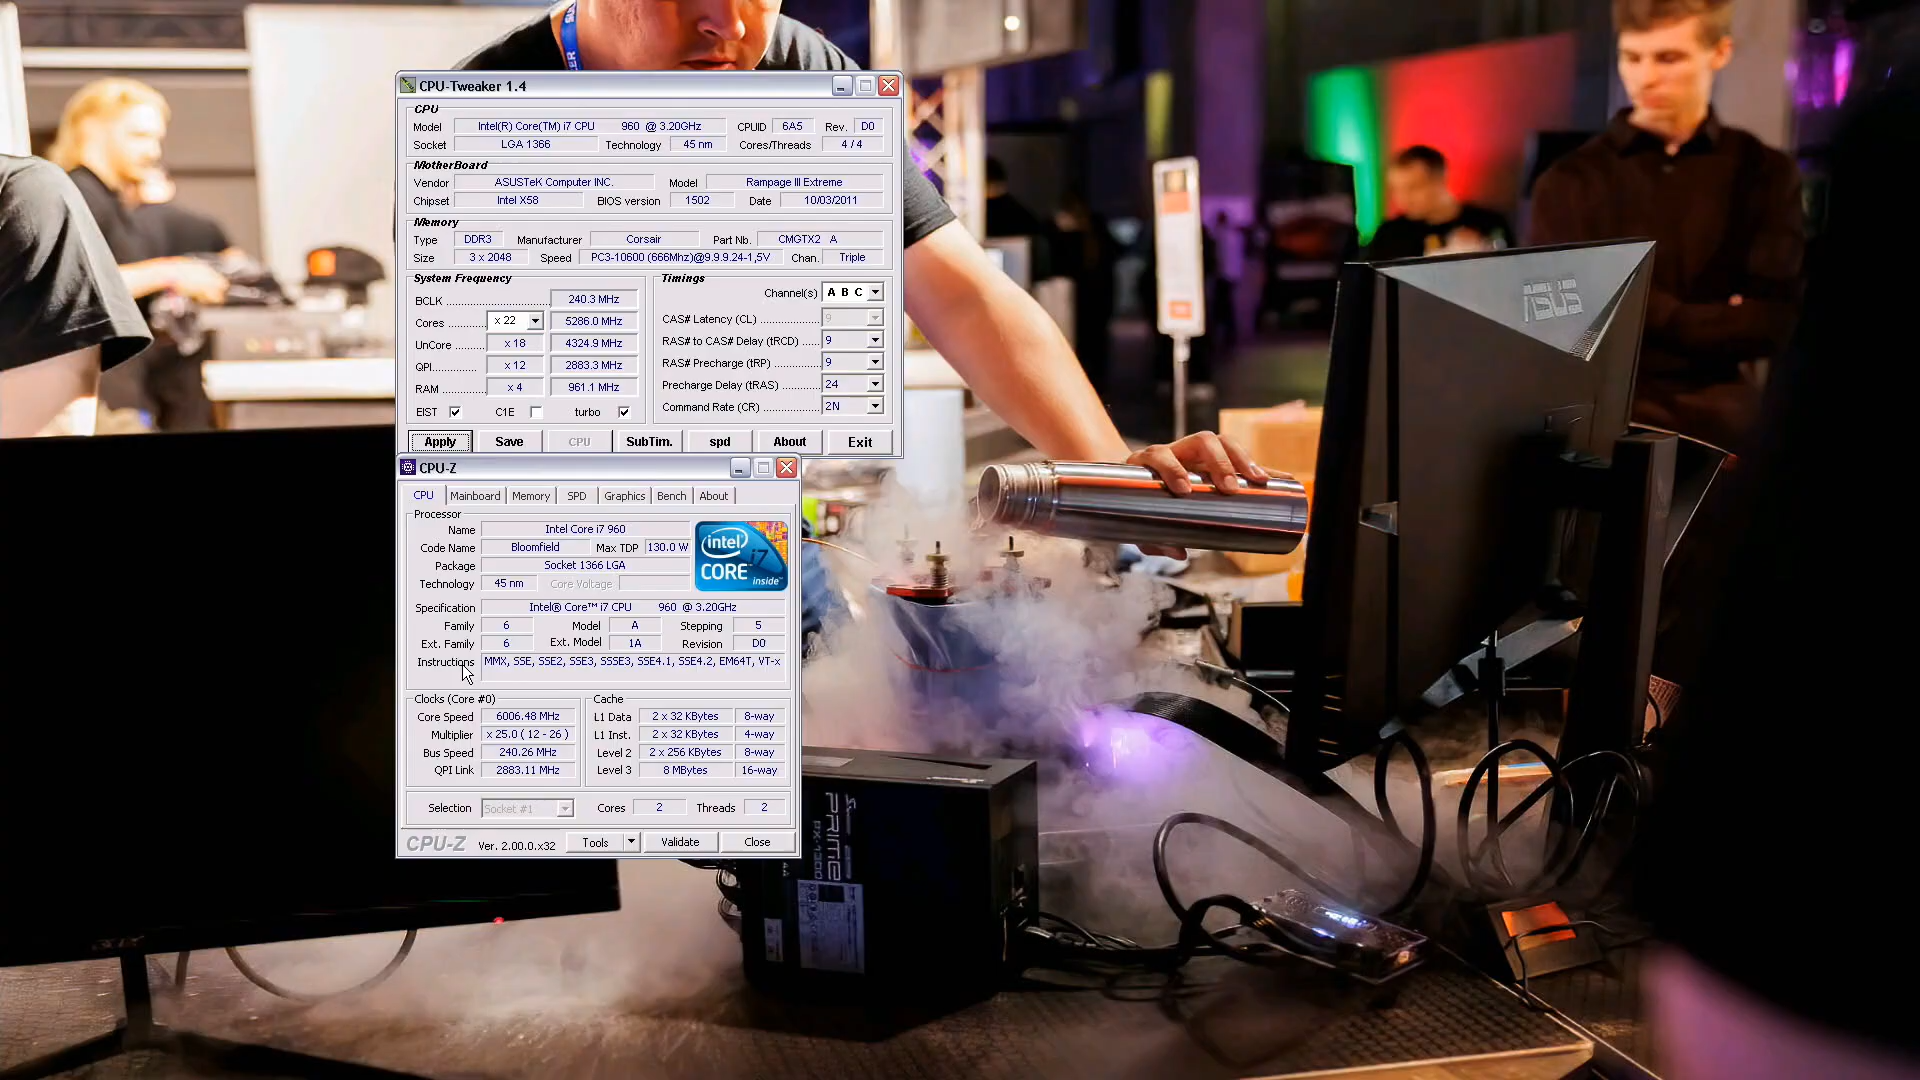 CPU-Tweaker 1.4
CPU
Model Intel(R) Core(TM) i7 CPU 960 @ 3.20GHz CPUID 6A5 Rev. D0
Socket LGA 1366 Technology 45 nm Cores/Threads 4 / 4
MotherBoard
Vendor ASUSTeK Computer INC. Model Rampage III Extreme
Chipset Intel X58 BIOS version 1502 Date 10/03/2011
Memory
Type DDR3 Manufacturer Corsair Part Nb. CMGTX2 A
Size 3 x 2048 Speed PC3-10600 (666Mhz)@9.9.9.24-1,5V Chan. Triple
System Frequency
BCLK 240.3 MHz
Cores x 22 5286.0 MHz
UnCore x 18 4324.9 MHz
QPI x 12 2883.3 MHz
RAM x 4 961.1 MHz
EIST C1E turbo
Timings
Channel(s) A B C
CAS# Latency (CL) 9
RAS# to CAS# Delay (tRCD) 9
RAS# Precharge (tRP) 9
Precharge Delay (tRAS) 24
Command Rate (CR) 2N
Apply Save CPU SubTim. spd About Exit
CPU-Z
CPU Mainboard Memory SPD Graphics Bench About
Processor
Name Intel Core i7 960
Code Name Bloomfield Max TDP 130.0 W
Package Socket 1366 LGA
Technology 45 nm Core Voltage
intel
CORE i7
inside™
Specification Intel® Core™ i7 CPU 960 @ 3.20GHz
Family 6 Model A Stepping 5
Ext. Family 6 Ext. Model 1A Revision D0
Instructions MMX, SSE, SSE2, SSE3, SSSE3, SSE4.1, SSE4.2, EM64T, VT-x
Clocks (Core #0)
Core Speed 6006.48 MHz
Multiplier x 25.0 ( 12 - 26 )
Bus Speed 240.26 MHz
QPI Link 2883.11 MHz
Cache
L1 Data 2 x 32 KBytes 8-way
L1 Inst. 2 x 32 KBytes 4-way
Level 2 2 x 256 KBytes 8-way
Level 3 8 MBytes 16-way
Selection Socket #1 Cores 2 Threads 2
CPU-Z Ver. 2.00.0.x32 Tools Validate Close
ASUS
PRIME
PX-1300